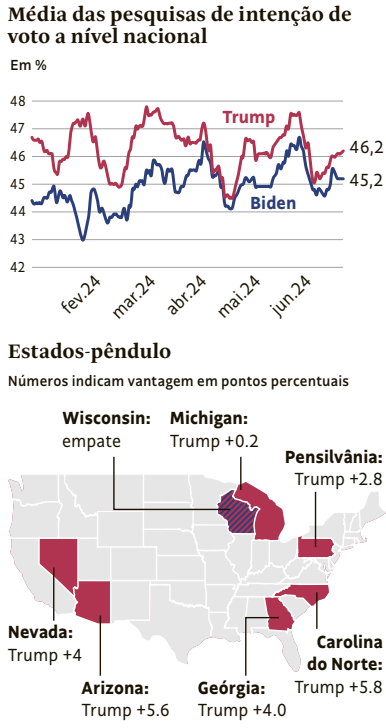 Média das pesquisas de intenção de
voto a nível nacional
Em %
48
47
46
45
44
43
42
Trump
Biden
46,2
45,2
fev.24
mar.24
abr.24
mai.24
jun.24
Estados-pêndulo
Números indicam vantagem em pontos percentuais
Wisconsin:
empate
Michigan:
Trump +0.2
Pensilvânia:
Trump +2.8
Nevada:
Trump +4
Arizona:
Trump +5.6
Geórgia:
Trump +4.0
Carolina
do Norte:
Trump +5.8